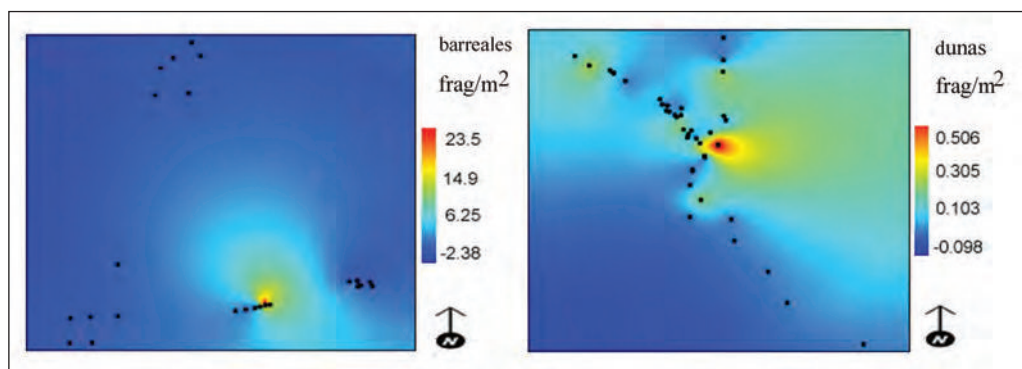 barreales
frag/m2
23.5
14.9
6.25
-2.38
N
dunas
frag/m2
0.506
0.305
0.103
-0.098
N